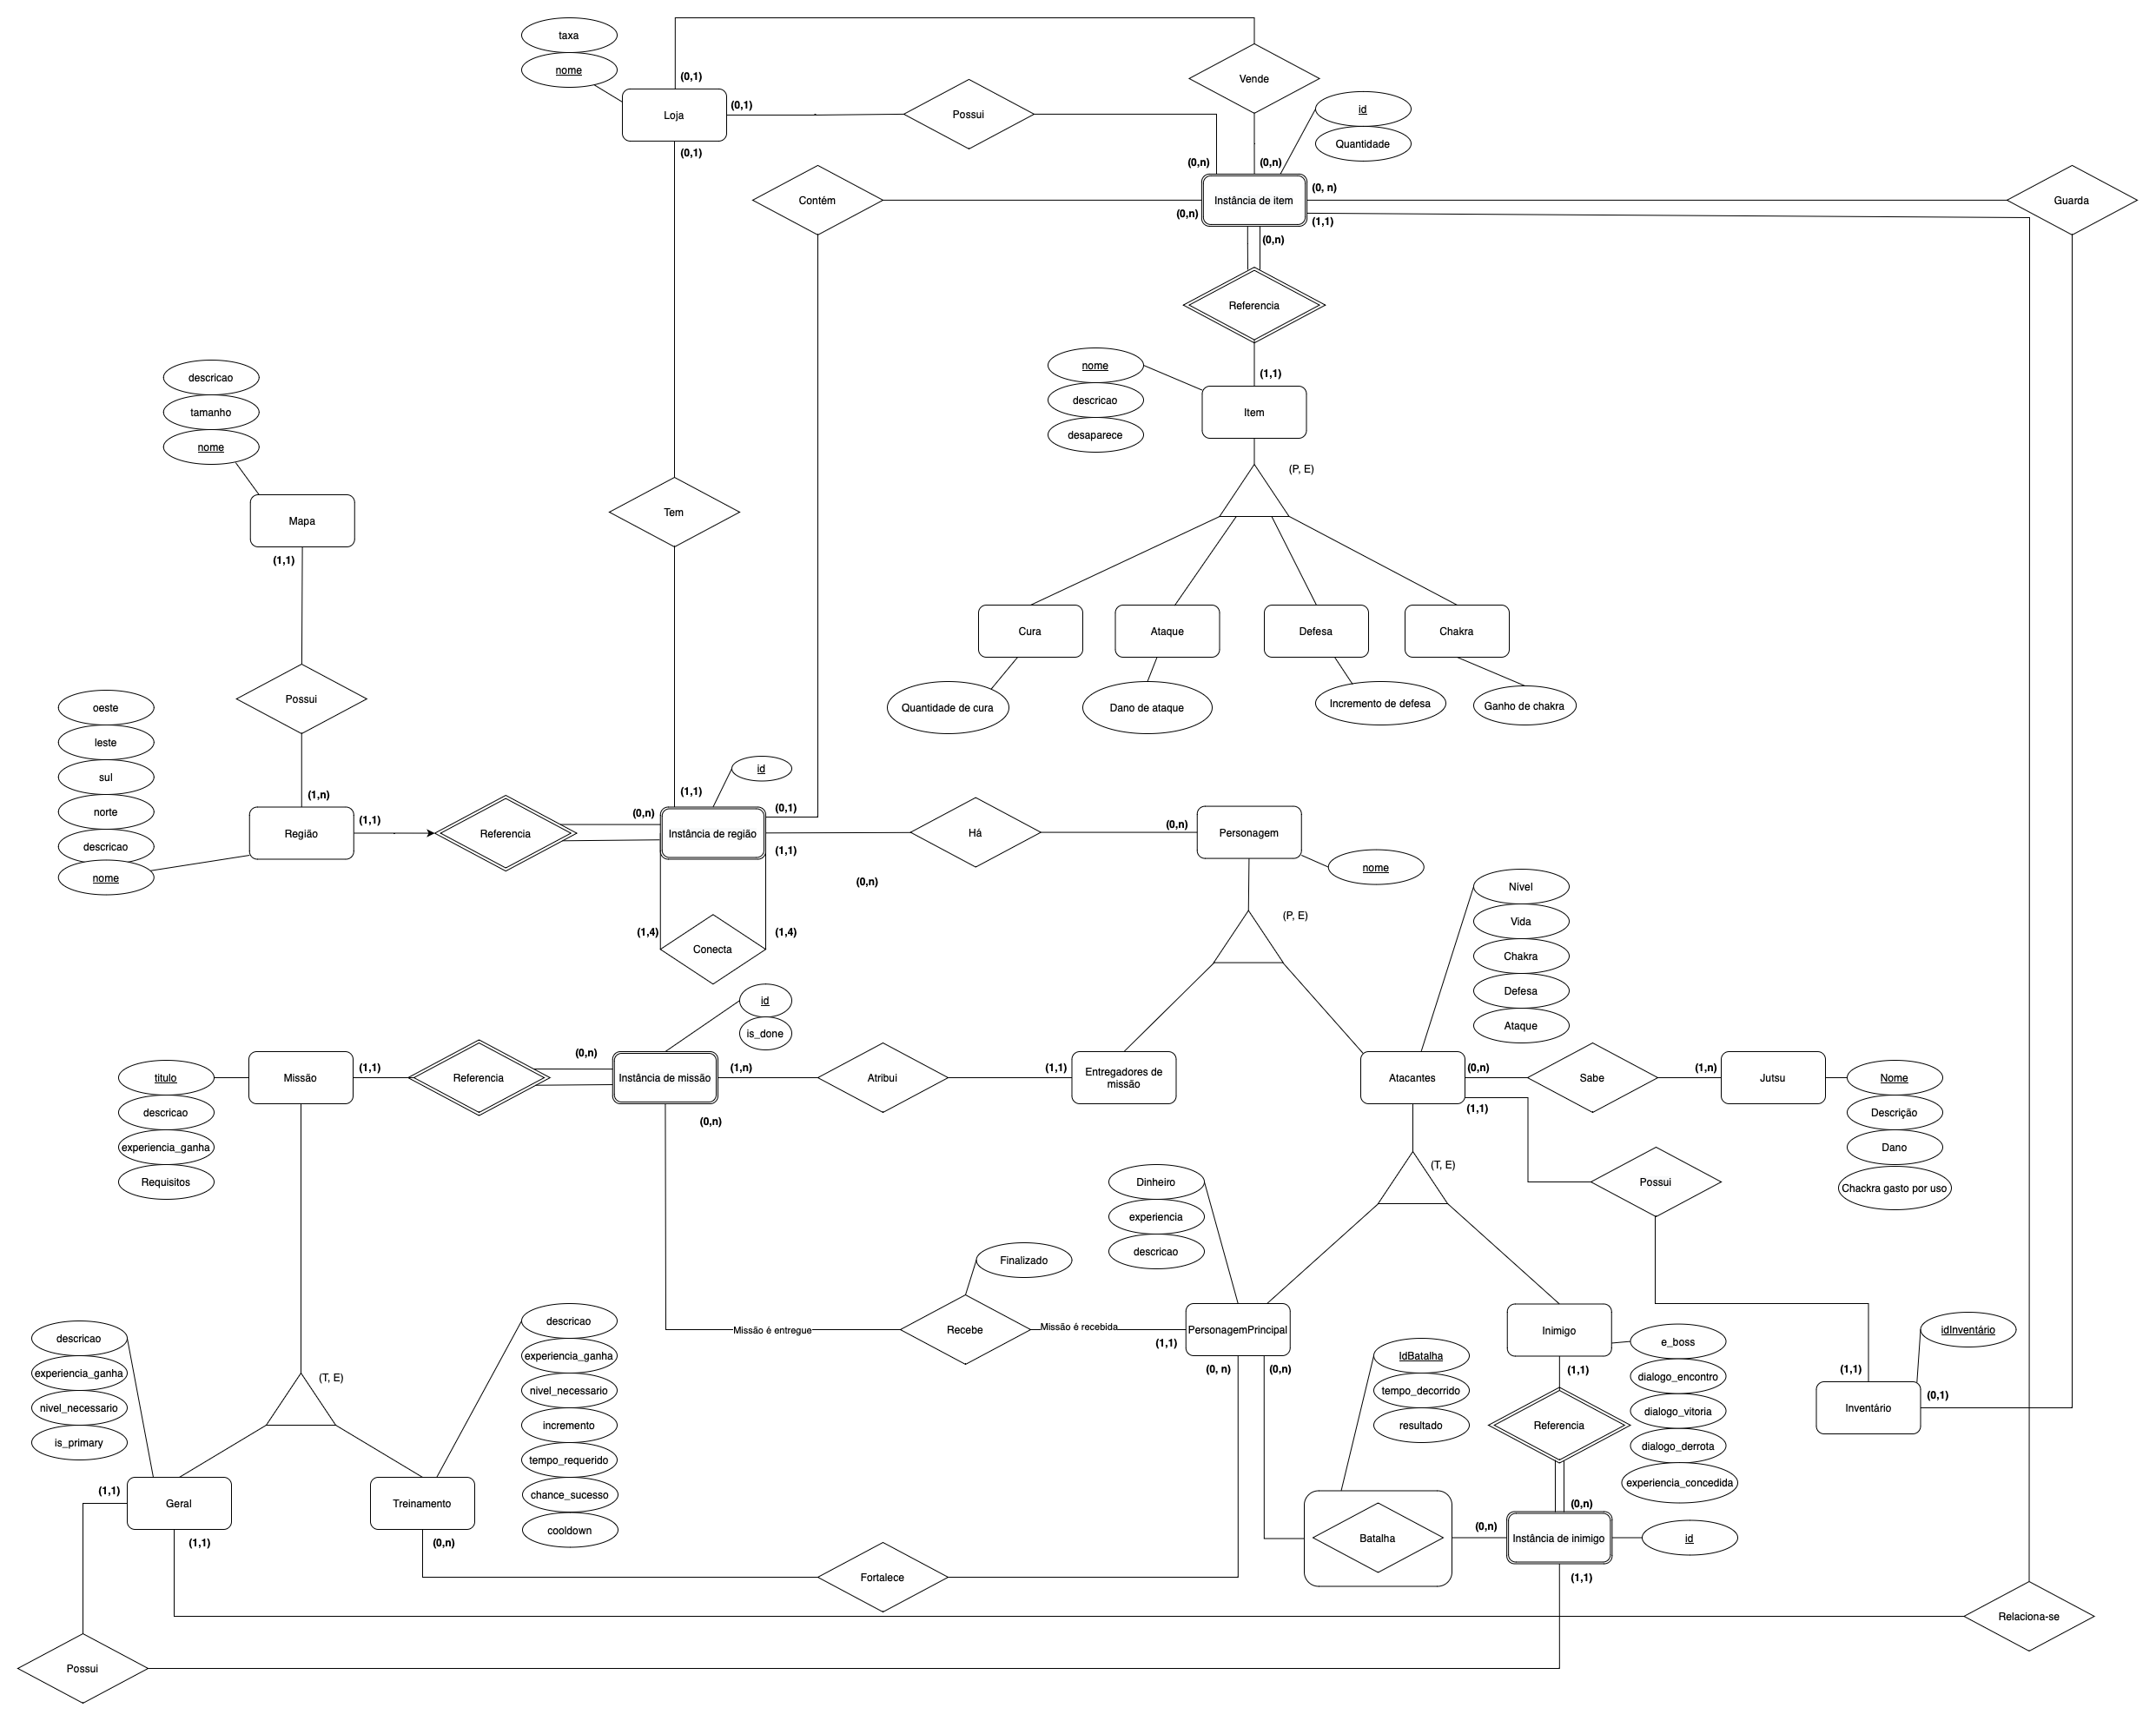 taxa
nome
(0,1)
Loja
(0,1)
(0,1)
Possui
Vende
id
Quantidade
(0,n)
(0,n)
Contém
(0,n)
Instância de item
(0, n)
(1,1)
Guarda
(0,n)
Referencia
(1,1)
nome
descricao
desaparece
Item
(P, E)
descricao
tamanho
nome
Mapa
(1,1)
Tem
Cura
Ataque
Defesa
Chakra
Quantidade de cura
Dano de ataque
Incremento de defesa
Ganho de chakra
Possui
oeste
leste
sul
norte
descricao
nome
(1,n)
Região
(1,1)
Referencia
(0,n)
(1,1)
id
(0,1)
Instância de região
(1,1)
Há
(0,n)
Personagem
nome
(0,n)
(1,4)
Conecta
(1,4)
(P, E)
Nível
Vida
Chakra
Defesa
Ataque
id
is_done
titulo
descricao
experiencia_ganha
Requisitos
Missão
(1,1)
Referencia
(0,n)
Instância de missão
(1,n)
(0,n)
Atribui
(1,1)
Entregadores de
missão
Atacantes
(0,n)
(1,1)
Sabe
(1,n)
Jutsu
Nome
Descrição
Dano
Chackra gasto por uso
(T, E)
Possui
Dinheiro
experiencia
descricao
Finalizado
Missão é entregue
Recebe
Missão é recebida
(1,1)
PersonagemPrincipal
(0, n)
(0,n)
Inimigo
(1,1)
e_boss
dialogo_encontro
dialogo_vitoria
dialogo_derrota
experiencia_concedida
idInventário
(1,1)
Inventário
(0,1)
descricao
experiencia_ganha
nivel_necessario
is_primary
(T, E)
descricao
experiencia_ganha
nivel_necessario
incremento
tempo_requerido
chance_sucesso
cooldown
IdBatalha
tempo_decorrido
resultado
Referencia
(0,n)
(1,1)
Geral
(1,1)
Treinamento
(0,n)
Batalha
(0,n)
Instância de inimigo
id
(1,1)
Fortalece
Relaciona-se
Possui